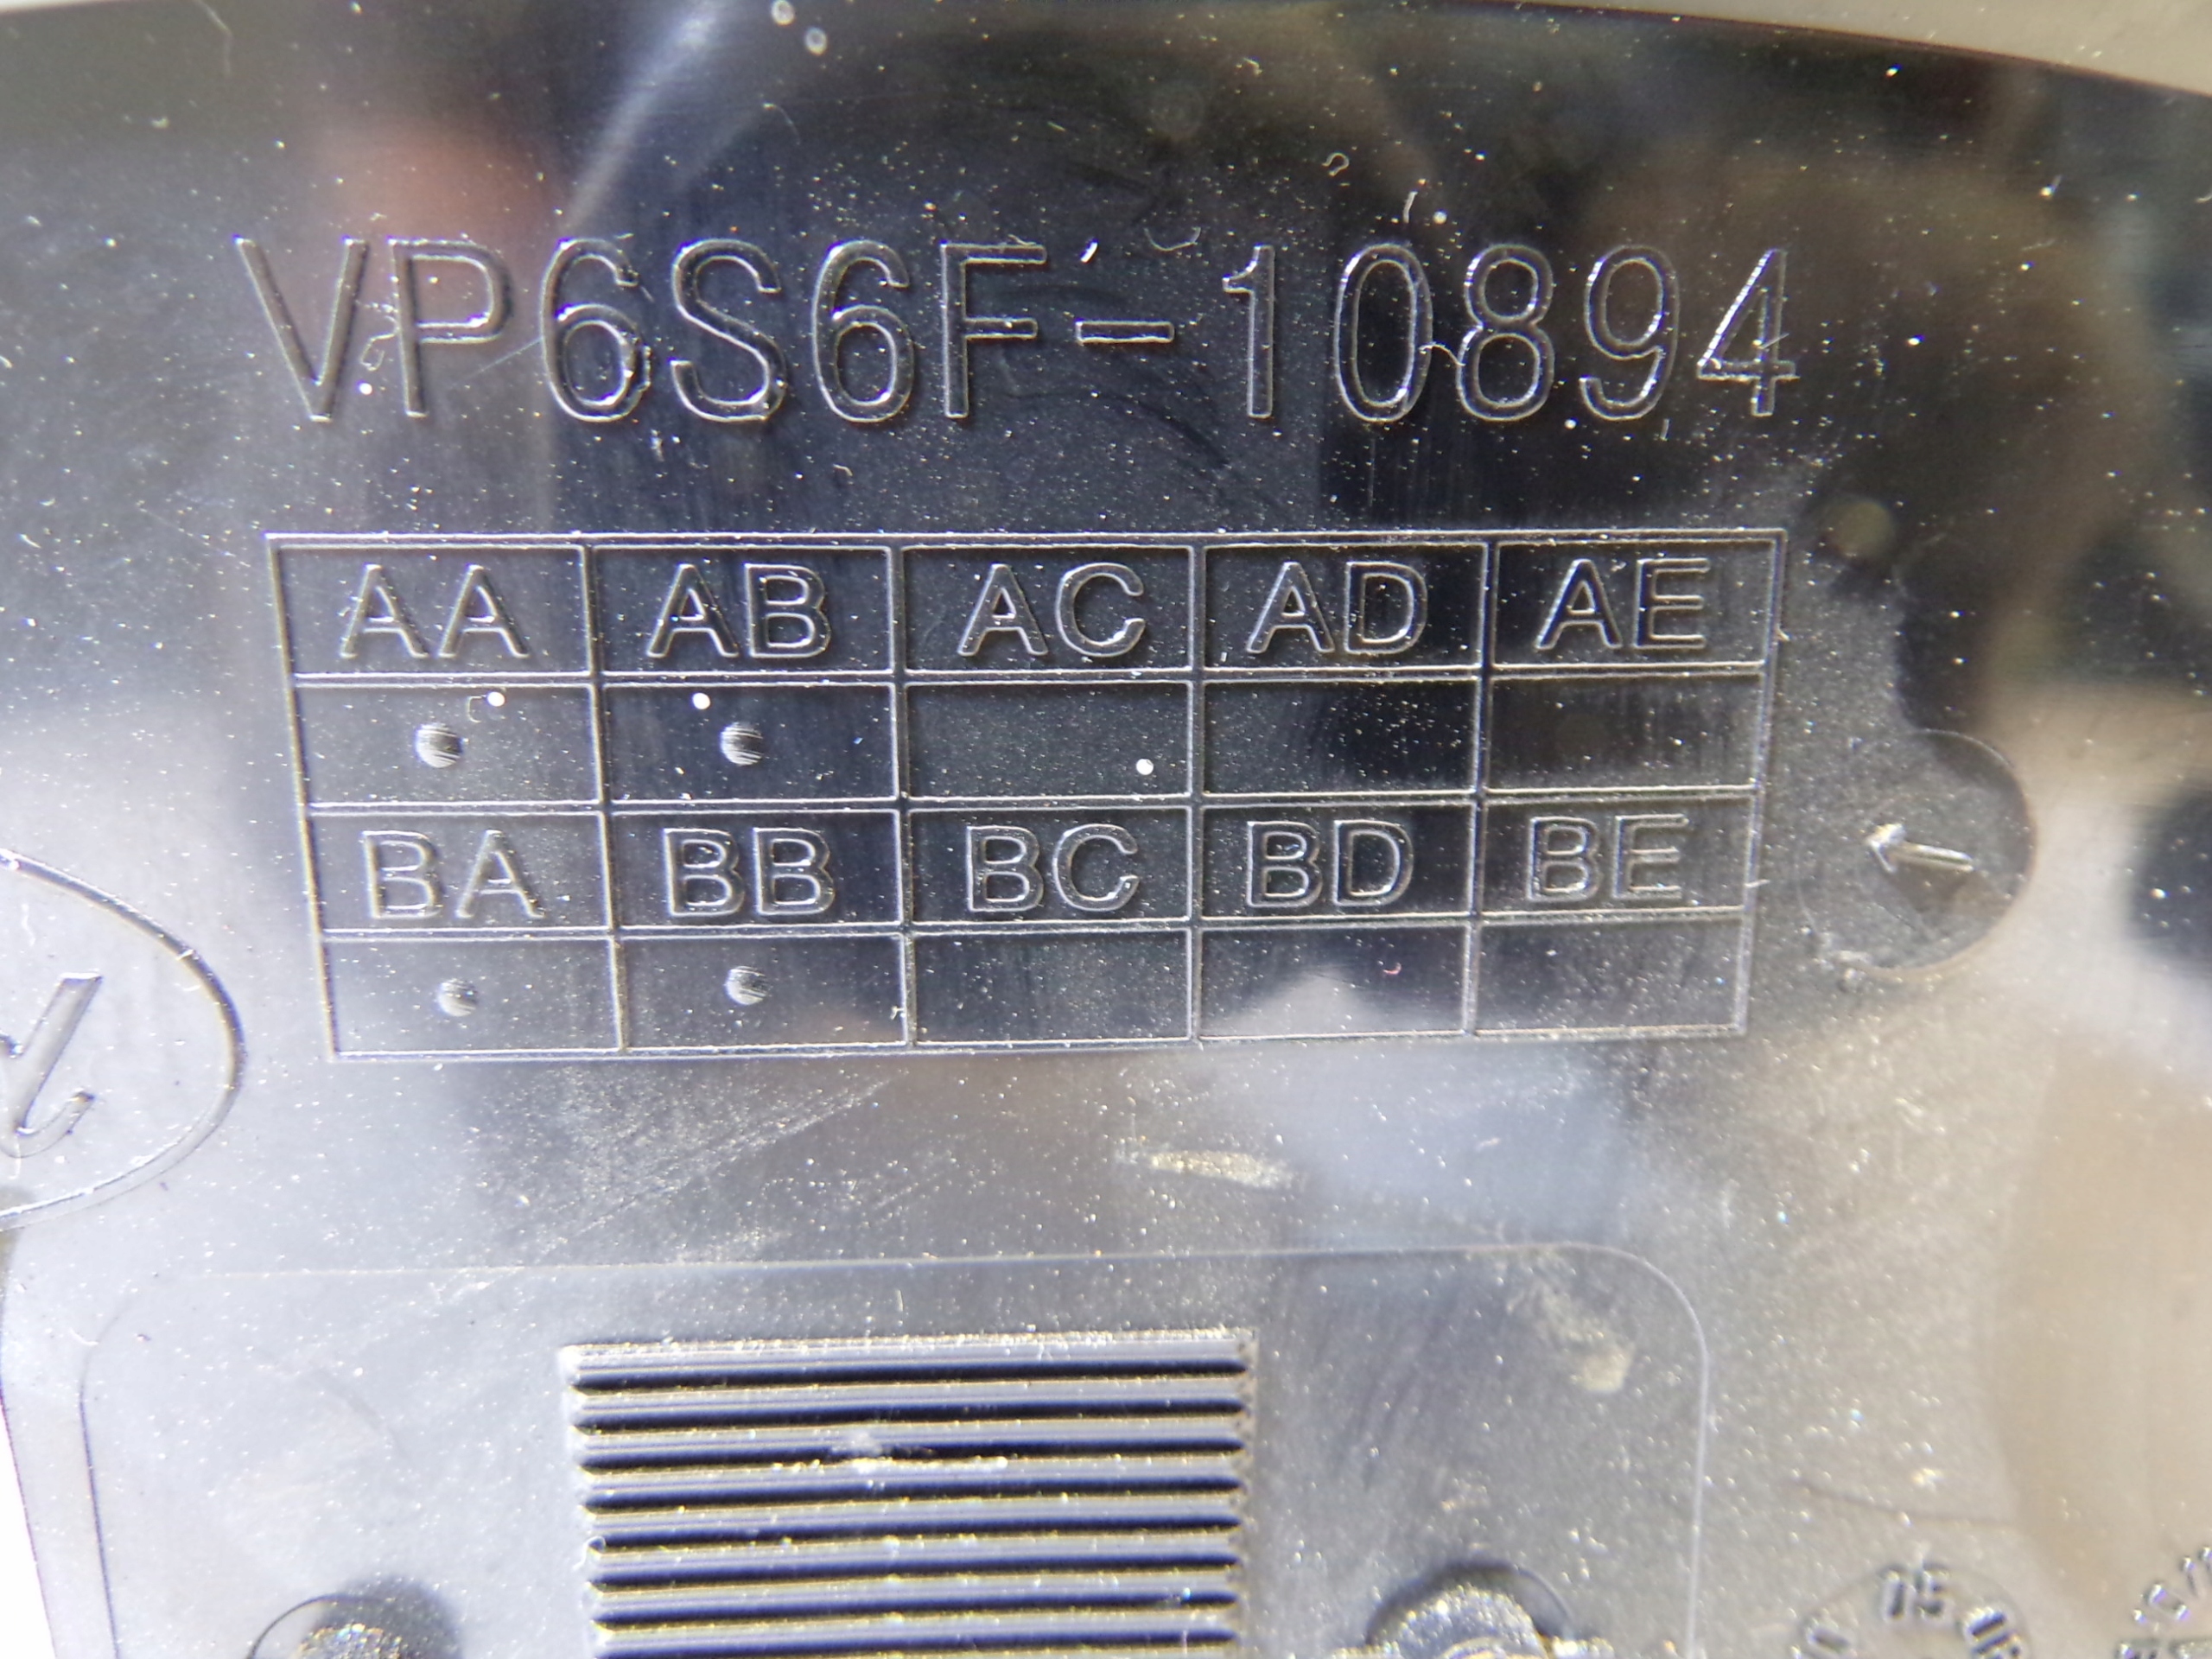 VP6S6F-10894
AA AB AC AD AE
BA BB BC BD BE